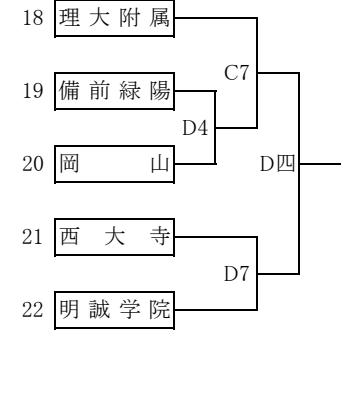 18 理大附属
C7
19 備前緑陽
D4
20 岡山
D四
21 西大寺
D7
22 明誠学院